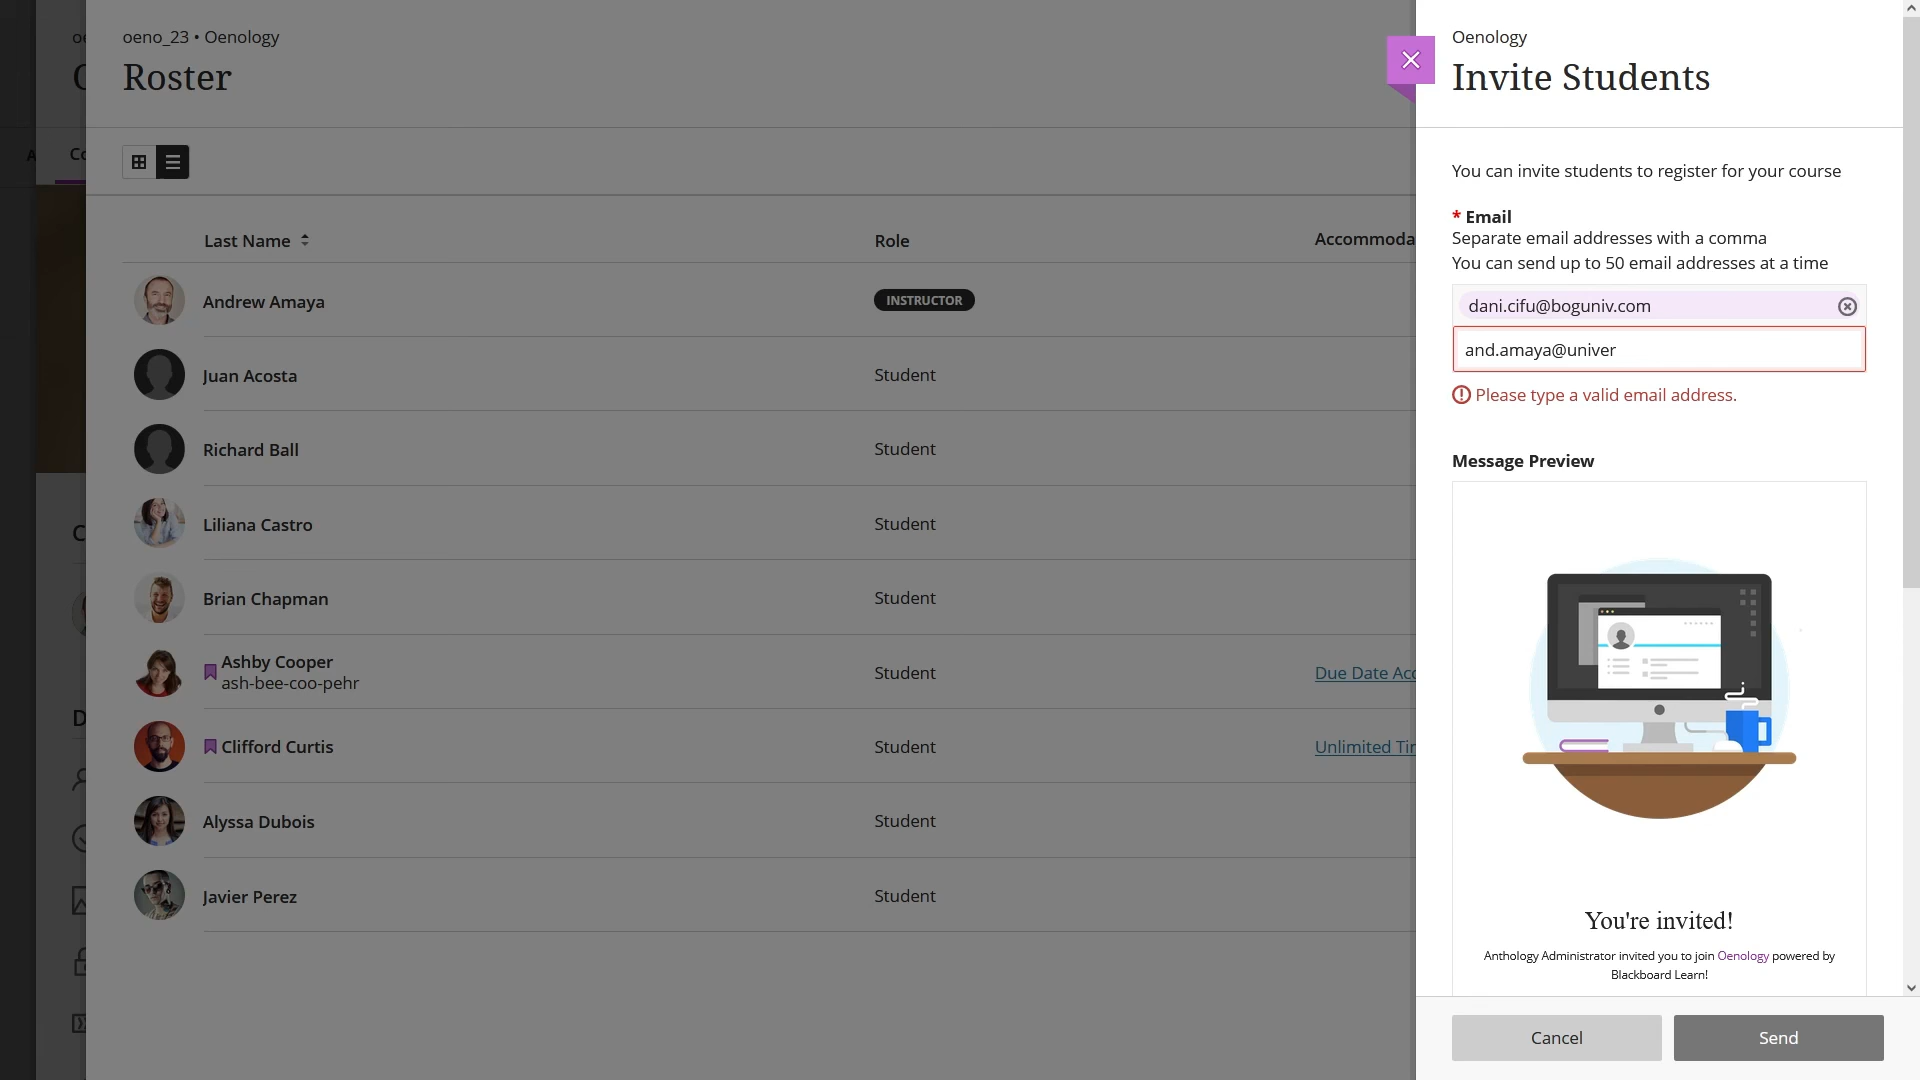 oeno_23 • Oenology
Roster
Last Name
Role
Accommoda
Andrew Amaya
INSTRUCTOR
Juan Acosta
Student
Richard Ball
Student
Liliana Castro
Student
Brian Chapman
Student
Ashby Cooper
ash-bee-coo-pehr
Student
Due Date Acc
Clifford Curtis
Student
Unlimited Tir
Alyssa Dubois
Student
Javier Perez
Student
Oenology
Invite Students
You can invite students to register for your course
* Email
Separate email addresses with a comma
You can send up to 50 email addresses at a time
dani.cifu@boguniv.com
and.amaya@univer
Please type a valid email address.
Message Preview
You're invited!
Anthology Administrator invited you to join Oenology powered by
Blackboard Learn!
Cancel
Send